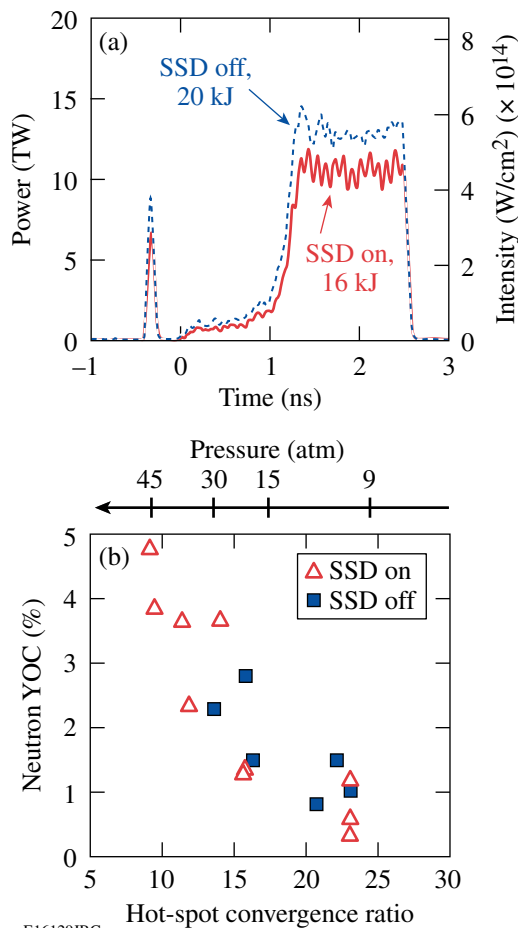 (a)
SSD off,
20 kJ
SSD on,
16 kJ
Power (TW)
20
15
10
5
0
Intensity (W/cm2) (× 10^14)
8
6
4
2
0
−1 0 1 2 3
Time (ns)
Pressure (atm)
45 30 15 9
(b)
SSD on
SSD off
Neutron YOC (%)
5
4
3
2
1
0
5 10 15 20 25 30
Hot-spot convergence ratio